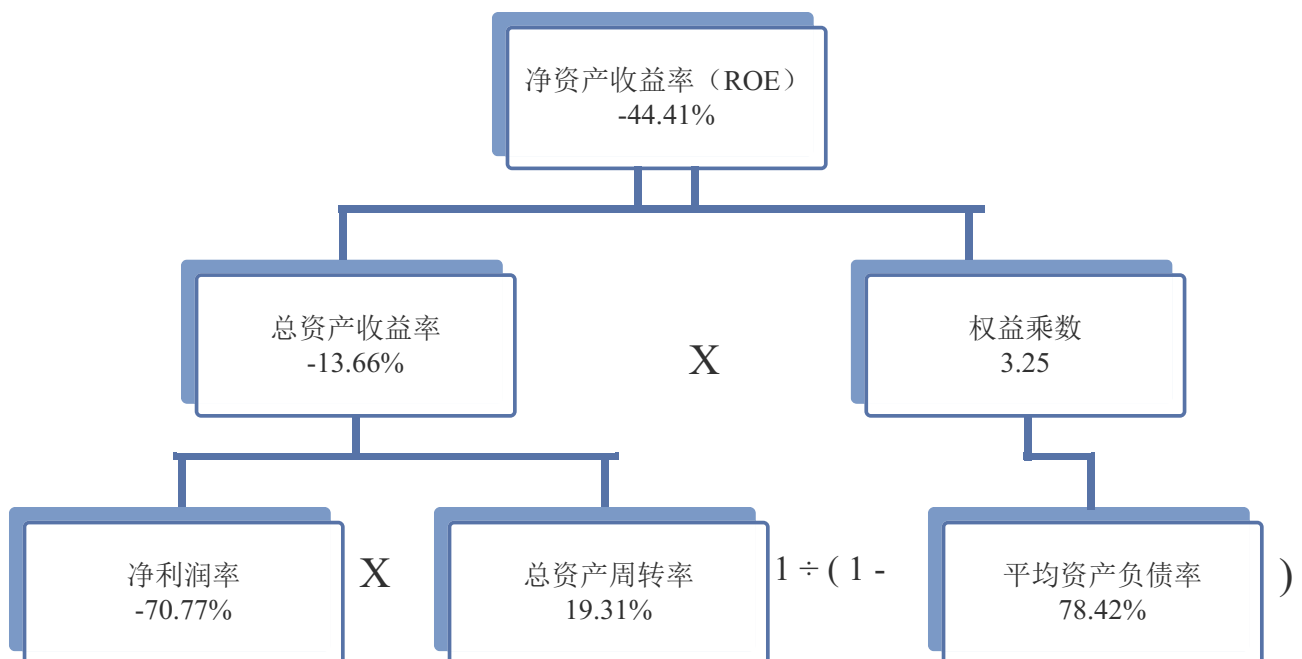 净资产收益率（ROE）
-44.41%
总资产收益率
-13.66%
X
权益乘数
3.25
净利润率
-70.77%
X
总资产周转率
19.31%
1 ÷ ( 1 -
平均资产负债率
78.42%
)